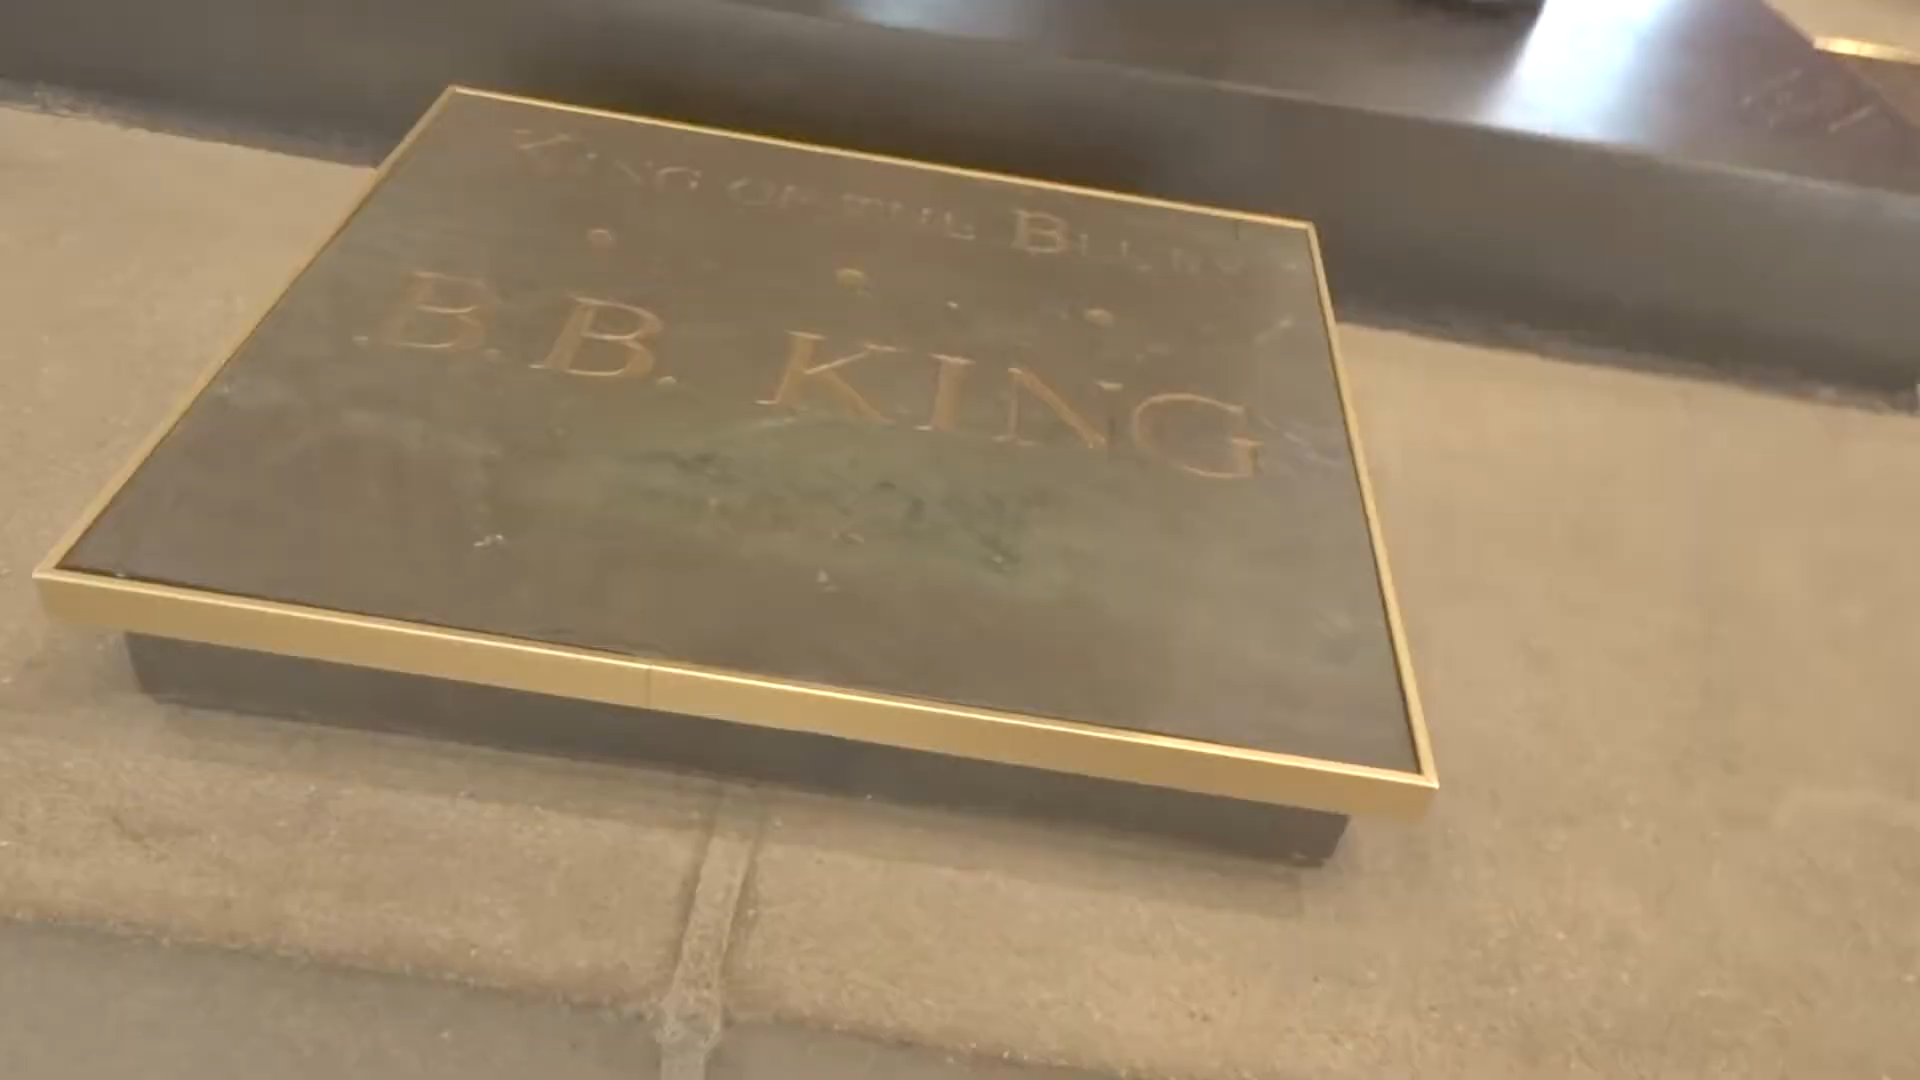 KING OF THE BLUES
B.B. KING